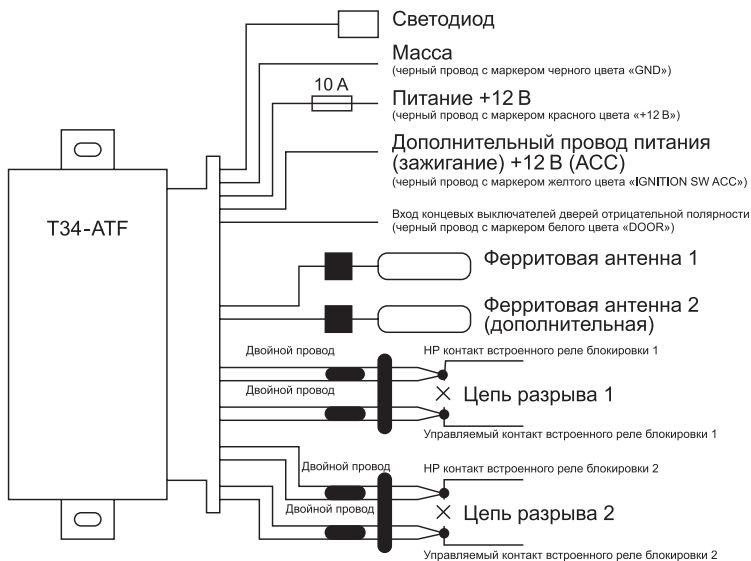 Светодиод
Масса
(черный провод с маркером черного цвета «GND»)
10 А
Питание +12 В
(черный провод с маркером красного цвета «+12 В»)
Дополнительный провод питания
(зажигание) +12 В (ACC)
(черный провод с маркером желтого цвета «IGNITION SW ACC»)
T34-ATF
Вход концевых выключателей дверей отрицательной полярности
(черный провод с маркером белого цвета «DOOR»)
Ферритовая антенна 1
Ферритовая антенна 2
(дополнительная)
Двойной провод
НР контакт встроенного реле блокировки 1
Двойной провод
Цепь разрыва 1
Управляемый контакт встроенного реле блокировки 1
Двойной провод
НР контакт встроенного реле блокировки 2
Двойной провод
Цепь разрыва 2
Управляемый контакт встроенного реле блокировки 2